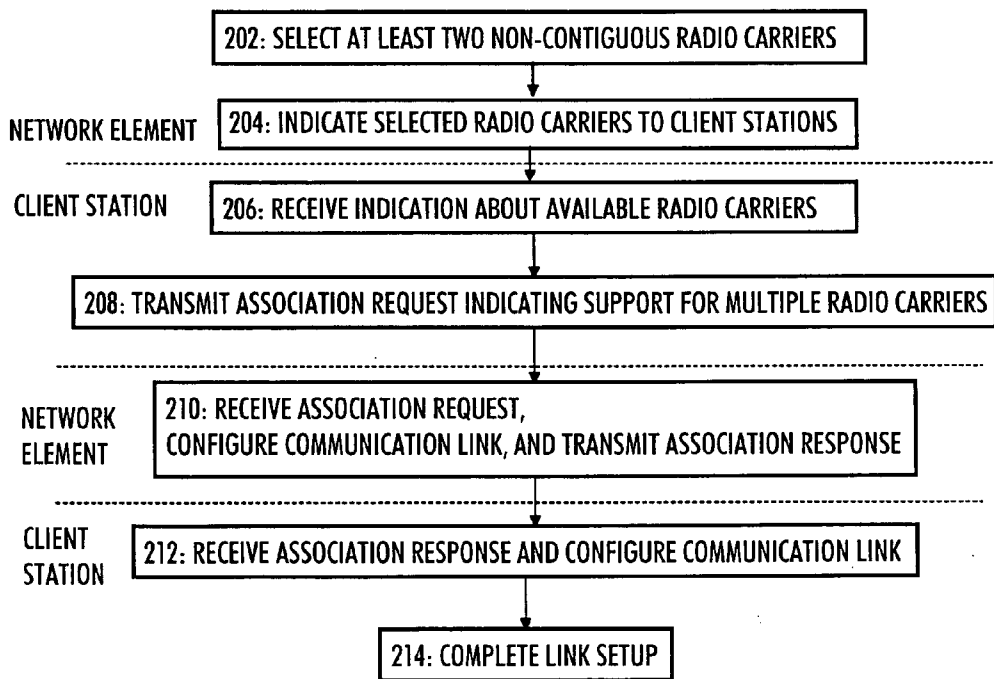 202: SELECT AT LEAST TWO NON-CONTIGUOUS RADIO CARRIERS
NETWORK ELEMENT
204: INDICATE SELECTED RADIO CARRIERS TO CLIENT STATIONS
CLIENT STATION
206: RECEIVE INDICATION ABOUT AVAILABLE RADIO CARRIERS
208: TRANSMIT ASSOCIATION REQUEST INDICATING SUPPORT FOR MULTIPLE RADIO CARRIERS
NETWORK
ELEMENT
210: RECEIVE ASSOCIATION REQUEST,
CONFIGURE COMMUNICATION LINK, AND TRANSMIT ASSOCIATION RESPONSE
CLIENT
STATION
212: RECEIVE ASSOCIATION RESPONSE AND CONFIGURE COMMUNICATION LINK
214: COMPLETE LINK SETUP